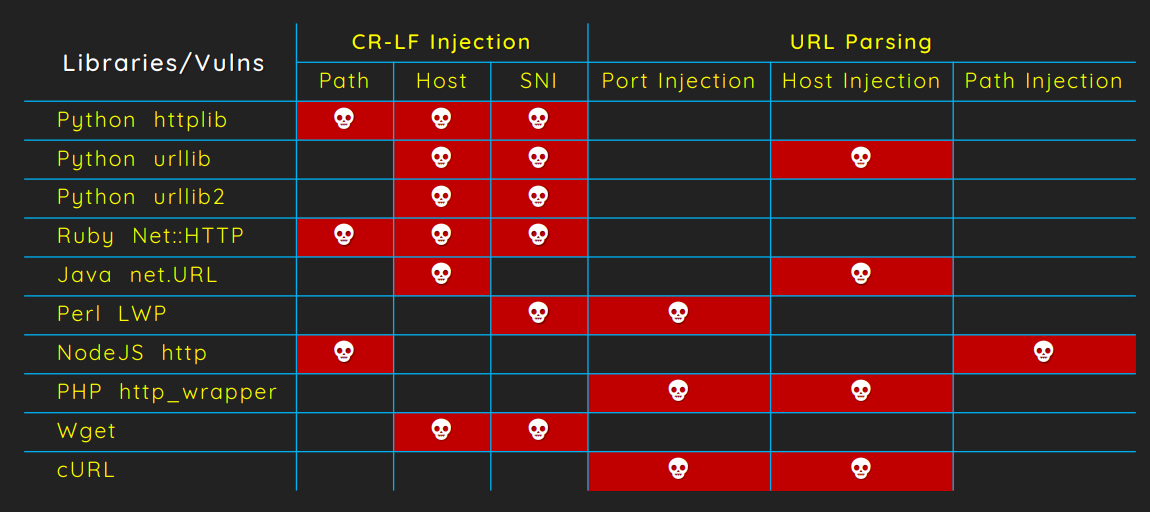 Libraries/Vulns
CR-LF Injection URL Parsing
Path Host SNI Port Injection Host Injection Path Injection
Python httplib
Python urllib
Python urllib2
Ruby Net::HTTP
Java net.URL
Perl LWP
NodeJS http
PHP http_wrapper
Wget
cURL